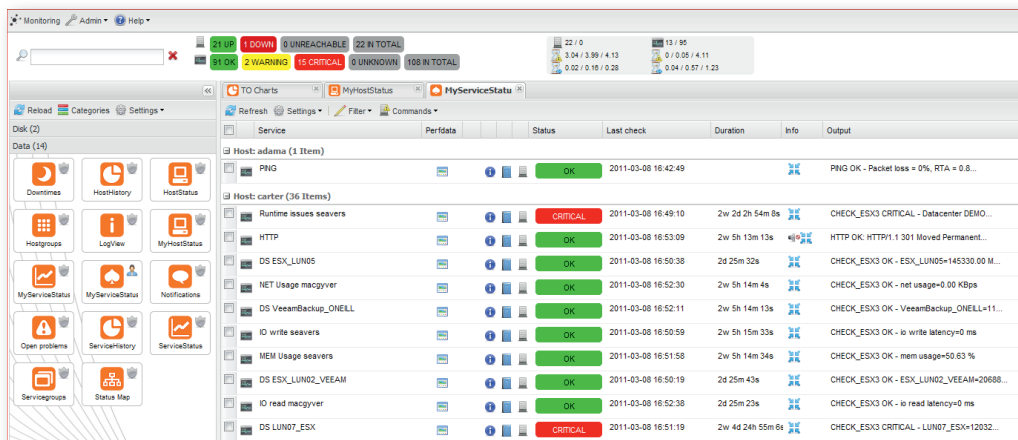 Monitoring Admin Help
21 UP 1 DOWN 0 UNREACHABLE 22 IN TOTAL
91 OK 2 WARNING 15 CRITICAL 0 UNKNOWN 108 IN TOTAL
22 / 0 13 / 95
3.04 / 3.99 / 4.13 0 / 0.05 / 4.11
0.02 / 0.16 / 0.28 0.04 / 0.57 / 1.23
Reload Categories Settings
Disk (2)
Data (14)
Downtimes HostHistory HostStatus
Hostgroups LogView MyHostStatus
MyServiceStatus MyServiceStatus Notifications
Open problems ServiceHistory ServiceStatus
Servicegroups Status Map
TO Charts MyHostStatus MyServiceStatu
Refresh Settings Filter Commands
Service Perfdata Status Last check Duration Info Output
Host: adama (1 Item)
PING OK 2011-03-08 16:42:49 PING OK - Packet loss = 0%, RTA = 0.8...
Host: carter (36 Items)
Runtime issues seavers CRITICAL 2011-03-08 16:49:10 2w 2d 2h 54m 8s CHECK_ESX3 CRITICAL - Datacenter DEMO...
HTTP OK 2011-03-08 16:53:09 2w 5h 13m 13s HTTP OK: HTTP/1.1 301 Moved Permanent...
DS ESX_LUN05 OK 2011-03-08 16:50:38 2d 25m 32s CHECK_ESX3 OK - ESX_LUN05=145330.00 M...
NET Usage macgyver OK 2011-03-08 16:52:30 2w 5h 14m 4s CHECK_ESX3 OK - net usage=0.00 KBps
DS VeeamBackup_ONEILL OK 2011-03-08 16:52:11 2w 5h 14m 13s CHECK_ESX3 OK - VeeamBackup_ONEILL=11...
IO write seavers OK 2011-03-08 16:50:59 2w 5h 15m 33s CHECK_ESX3 OK - io write latency=0 ms
MEM Usage seavers OK 2011-03-08 16:51:58 2w 5h 14m 34s CHECK_ESX3 OK - mem usage=50.63 %
DS ESX_LUN02_VEEAM OK 2011-03-08 16:50:19 2d 25m 43s CHECK_ESX3 OK - ESX_LUN02_VEEAM=20688...
IO read macgyver OK 2011-03-08 16:52:38 2d 25m 23s CHECK_ESX3 OK - io read latency=0 ms
DS LUN07_ESX CRITICAL 2011-03-08 16:51:19 2w 4d 24h 55m 6s CHECK_ESX3 CRITICAL - LUN07_ESX=12032...